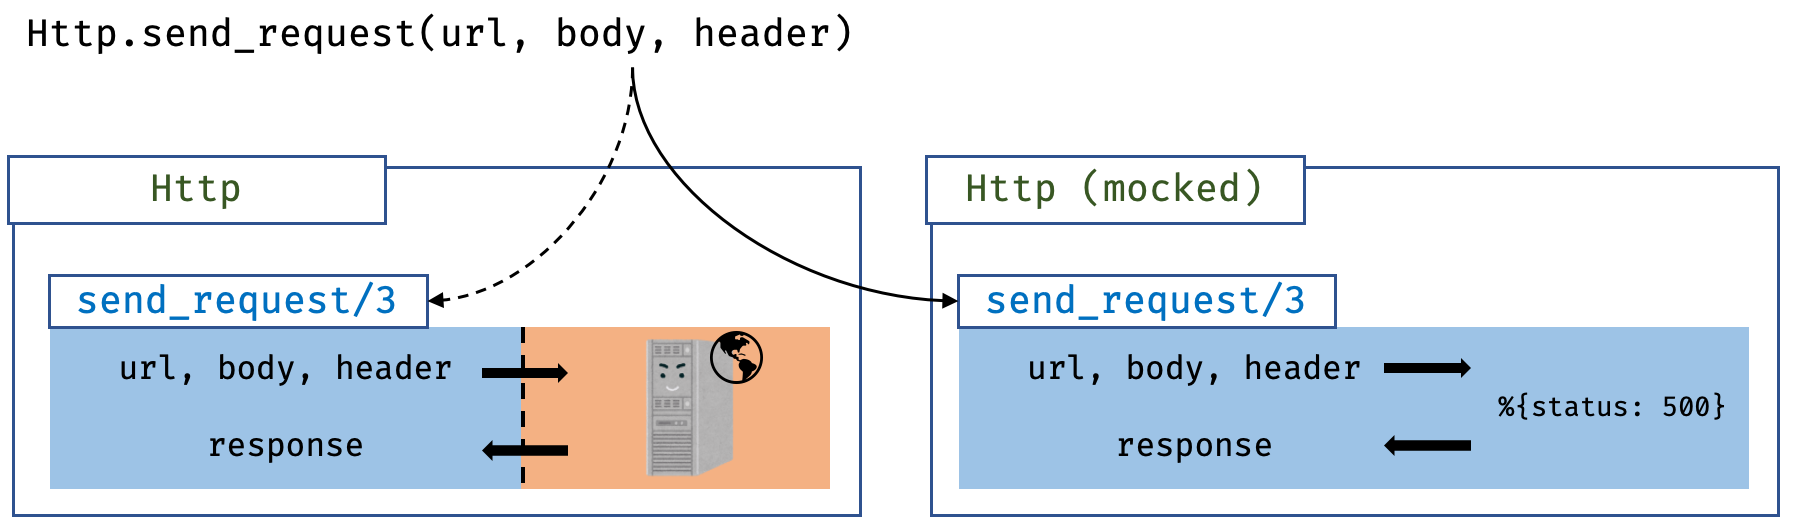 Http.send_request(url, body, header)
Http
send_request/3
url, body, header
response
Http (mocked)
send_request/3
url, body, header
%{status: 500}
response